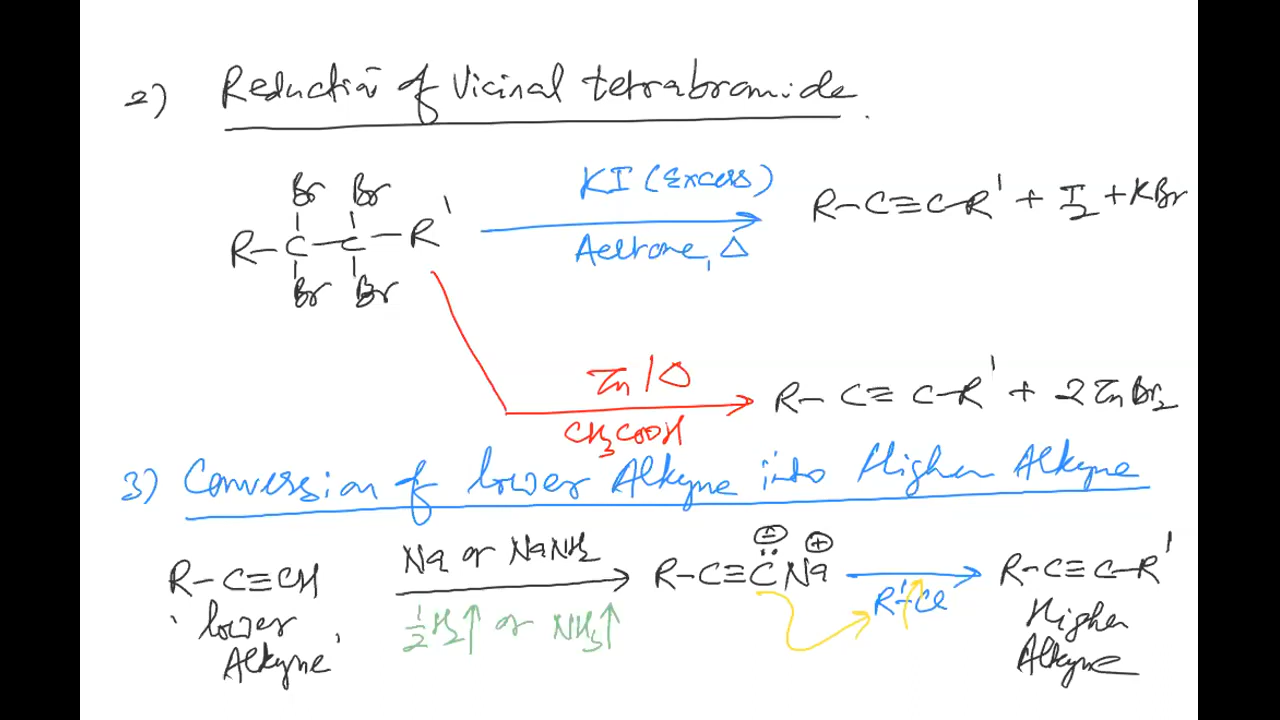 2) Reduction of Vicinal tetrabromide.
Br Br
KI (Excess)
R-C-C-R'
R-C≡C-R' + I2 + KBr
Acetone, Δ
Br Br
Zn/Δ
R-C≡C-R' + 2ZnBr2
CH3COOH
3) Conversion of lower Alkyne into Higher Alkyne
R-C≡CH
Na or NaNH2
R-C≡C̈⊖ Na⊕
R'-Cl
R-C≡C-R'
½H2↑ or NH3↑
'lower
Alkyne'
Higher
Alkyne